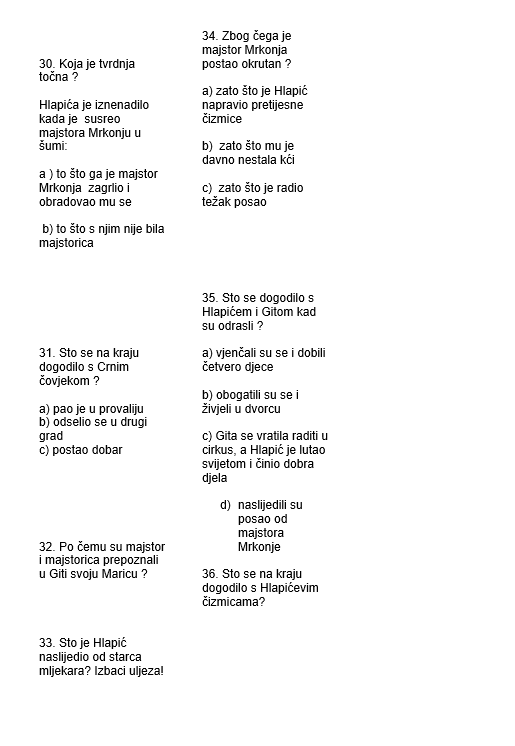 30. Koja je tvrdnja
točna ?
Hlapića je iznenadilo
kada je  susreo
majstora Mrkonju u
šumi:
a ) to što ga je majstor
Mrkonja  zagrlio i
obradovao mu se
b) to što s njim nije bila
majstorica
31. Sto se na kraju
dogodilo s Crnim
čovjekom ?
a) pao je u provaliju
b) odselio se u drugi
grad
c) postao dobar
32. Po čemu su majstor
i majstorica prepoznali
u Giti svoju Maricu ?
33. Sto je Hlapić
naslijedio od starca
mljekara? Izbaci uljeza!
34. Zbog čega je
majstor Mrkonja
postao okrutan ?
a) zato što je Hlapić
napravio pretijesne
čizmice
b)  zato što mu je
davno nestala kći
c)  zato što je radio
težak posao
35. Sto se dogodilo s
Hlapićem i Gitom kad
su odrasli ?
a) vjenčali su se i dobili
četvero djece
b) obogatili su se i
živjeli u dvorcu
c) Gita se vratila raditi u
cirkus, a Hlapić je lutao
svijetom i činio dobra
djela
d)  naslijedili su
posao od
majstora
Mrkonje
36. Sto se na kraju
dogodilo s Hlapićevim
čizmicama?